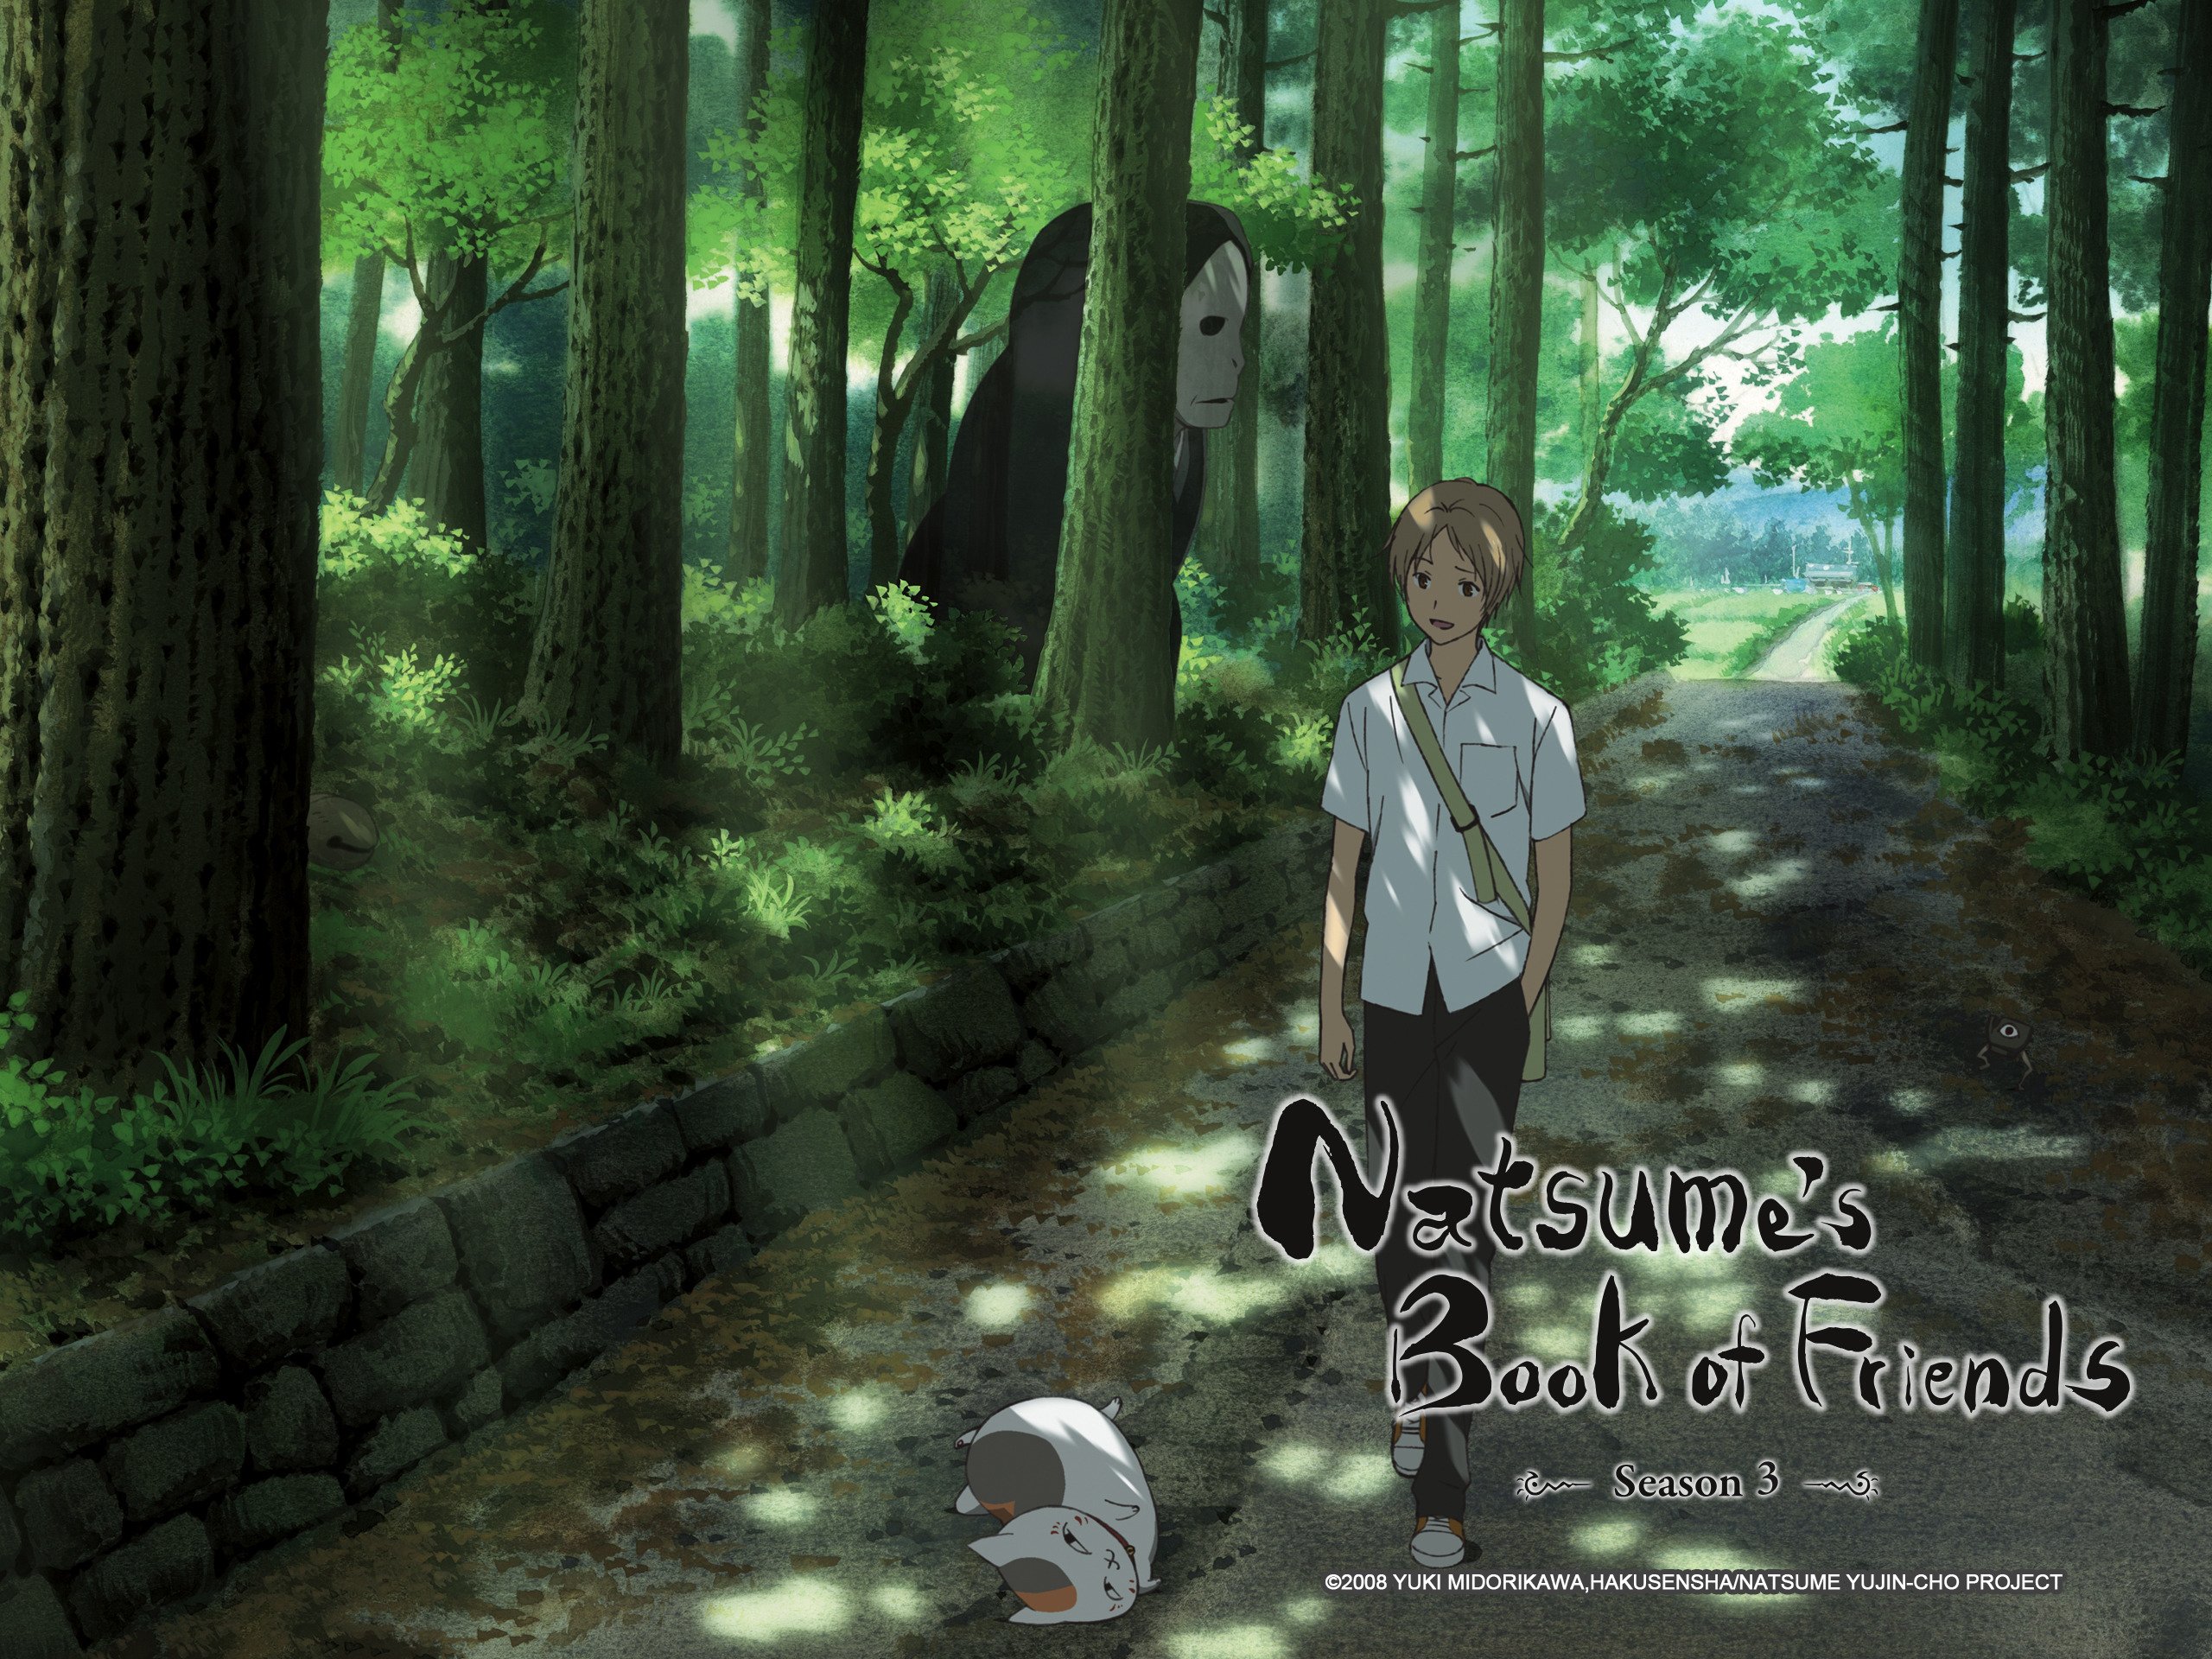 Natsume's
Book of Friends
Season 3
©2008 YUKI MIDORIKAWA,HAKUSENSHA/NATSUME YUJIN-CHO PROJECT